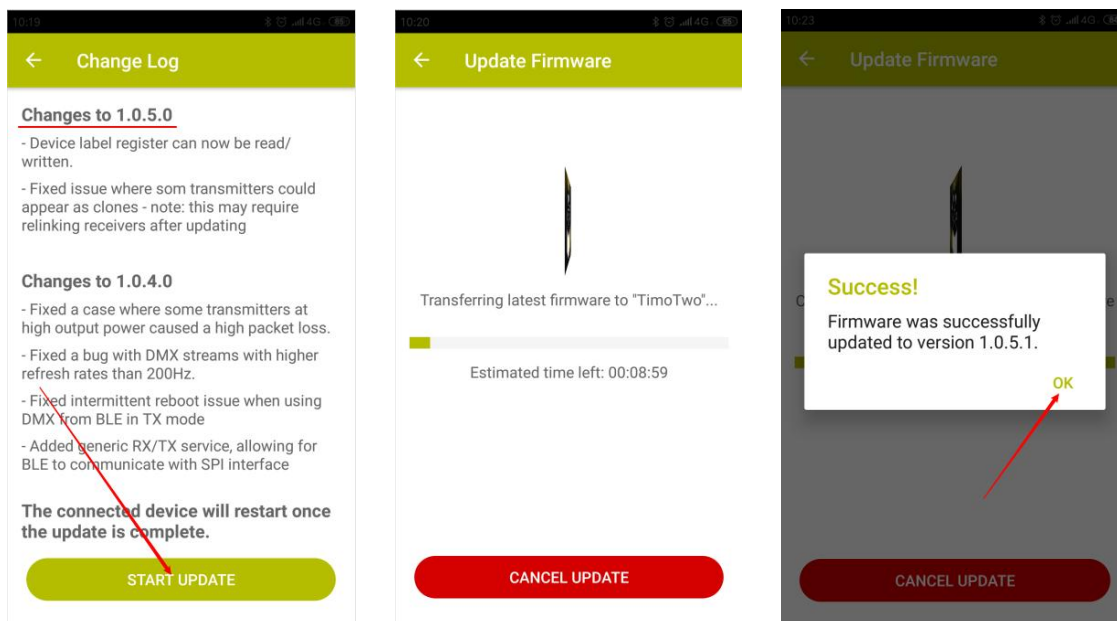 10:19
4G
Change Log
Changes to 1.0.5.0
- Device label register can now be read/
written.
- Fixed issue where som transmitters could
appear as clones - note: this may require
relinking receivers after updating
Changes to 1.0.4.0
- Fixed a case where some transmitters at
high output power caused a high packet loss.
- Fixed a bug with DMX streams with higher
refresh rates than 200Hz.
- Fixed intermittent reboot issue when using
DMX from BLE in TX mode
- Added generic RX/TX service, allowing for
BLE to communicate with SPI interface
The connected device will restart once
the update is complete.
START UPDATE
10:20
4G
Update Firmware
Transferring latest firmware to "TimoTwo"...
Estimated time left: 00:08:59
CANCEL UPDATE
10:23
4G
Update Firmware
Success!
Firmware was successfully
updated to version 1.0.5.1.
OK
CANCEL UPDATE